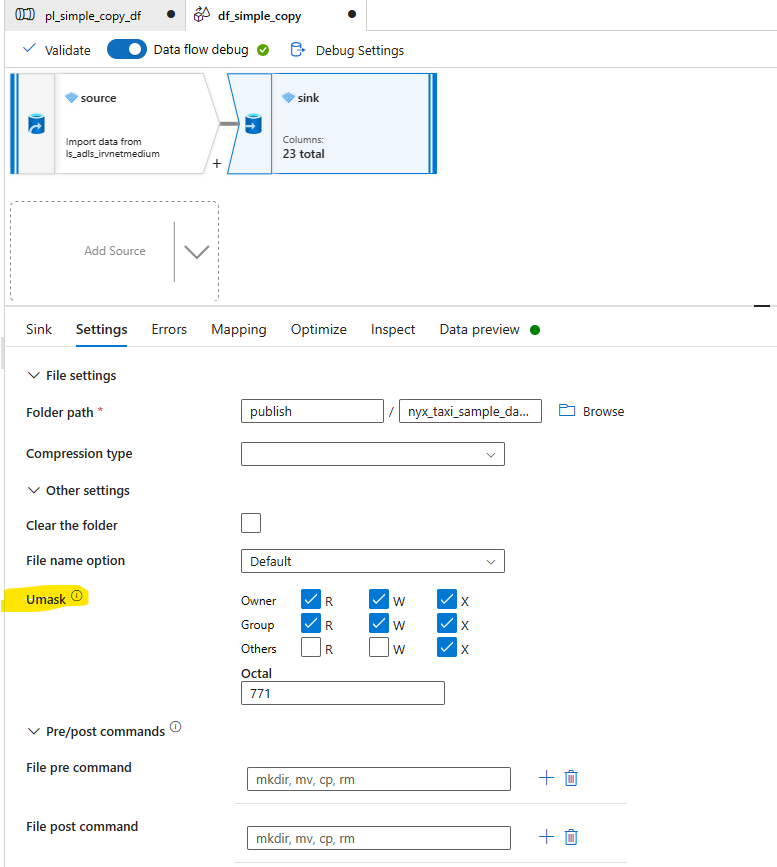 pl_simple_copy_df
df_simple_copy
Validate
Data flow debug
Debug Settings
source
Import data from
ls_adls_irvnetmedium
+
sink
Columns:
23 total
Add Source
Sink Settings Errors Mapping Optimize Inspect Data preview
File settings
Folder path * publish / nyx_taxi_sample_da... Browse
Compression type
Other settings
Clear the folder
File name option Default
Umask
Owner R W X
Group R W X
Others R W X
Octal
771
Pre/post commands
File pre command mkdir, mv, cp, rm
File post command mkdir, mv, cp, rm